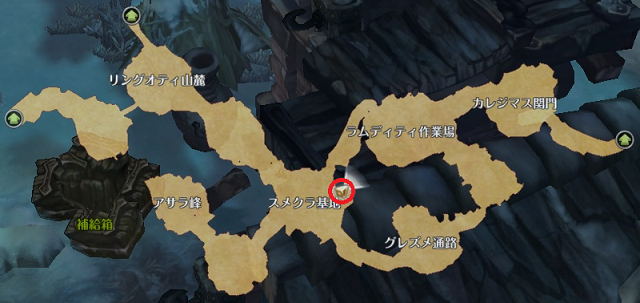 リングオティ山麓
カレジマス関門
ラムディティ作業場
アサラ峰
スメクラ基地
補給箱
グレズメ通路